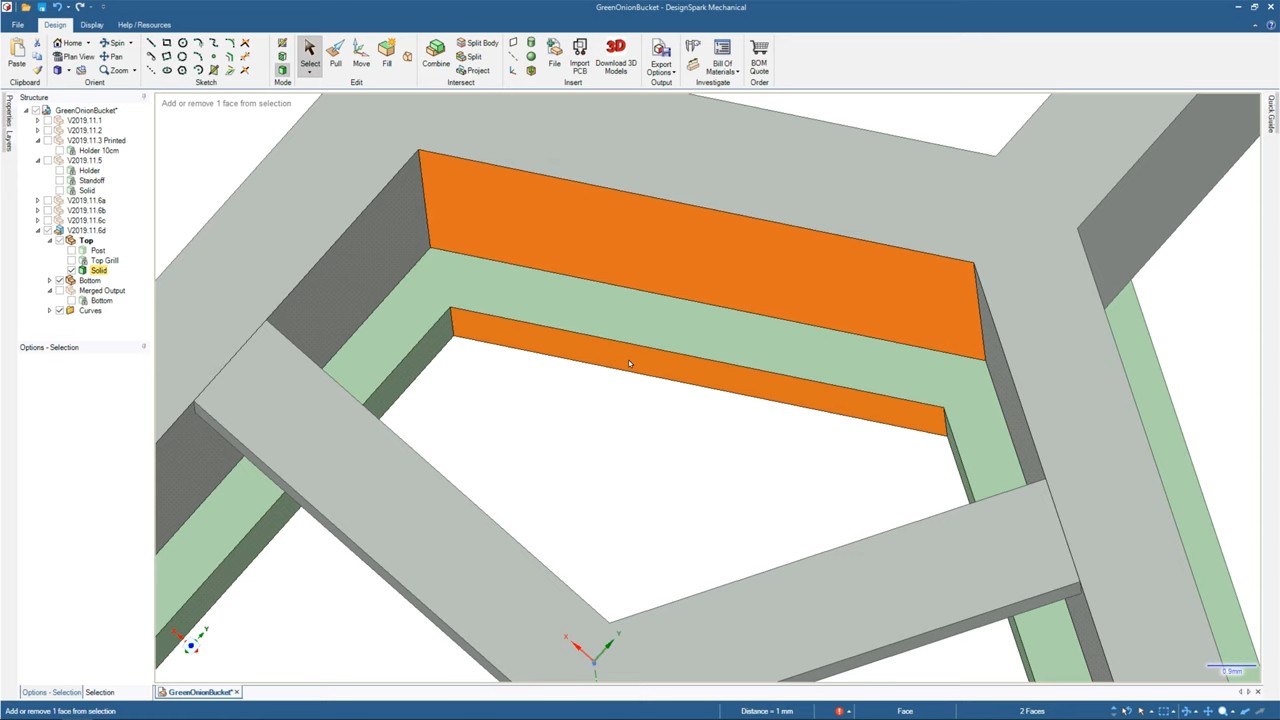 GreenOnionBucket - DesignSpark Mechanical
File
Design
Display
Help / Resources
Paste
Home
Spin
Plan View
Pan
Zoom
Select
Pull
Move
Fill
Combine
Split Body
Split
Project
File
Import PCB
Download 3D Models
Export Options
Bill Of Materials
BOM Quote
Clipboard
Orient
Sketch
Mode
Edit
Intersect
Insert
Output
Investigate
Order
Structure
Properties
Layers
Quick Guide
GreenOnionBucket*
V2019.11.1
V2019.11.2
V2019.11.3 Printed
Holder 10cm
V2019.11.5
Holder
Standoff
Solid
V2019.11.6a
V2019.11.6b
V2019.11.6c
V2019.11.6d
Top
Post
Top Grill
Solid
Bottom
Merged Output
Bottom
Curves
Options - Selection
Add or remove 1 face from selection
X
Y
X
Y
0.9mm
Options - Selection
Selection
GreenOnionBucket*
Add or remove 1 face from selection
Distance = 1 mm
Face
2 Faces